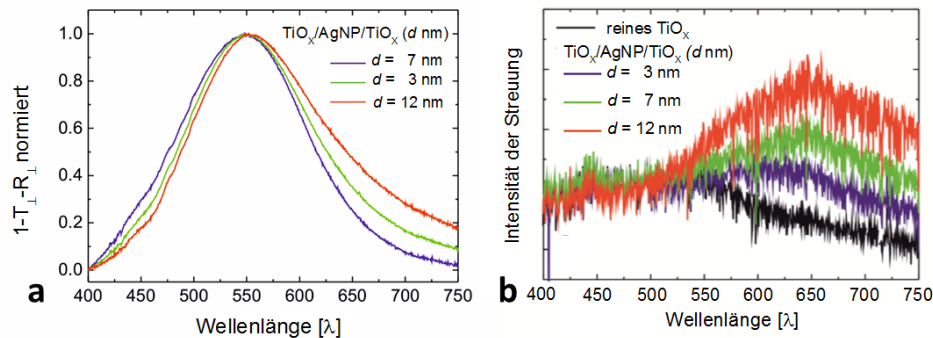 TiOX/AgNP/TiOX (d nm)
d = 7 nm
d = 3 nm
d = 12 nm
1-T⊥-R⊥ normiert
1.0
0.8
0.6
0.4
0.2
0.0
400 450 500 550 600 650 700 750
Wellenlänge [λ]
a
reines TiOX
TiOX/AgNP/TiOX (d nm)
d = 3 nm
d = 7 nm
d = 12 nm
Intensität der Streuung
400 450 500 550 600 650 700 750
Wellenlänge [λ]
b